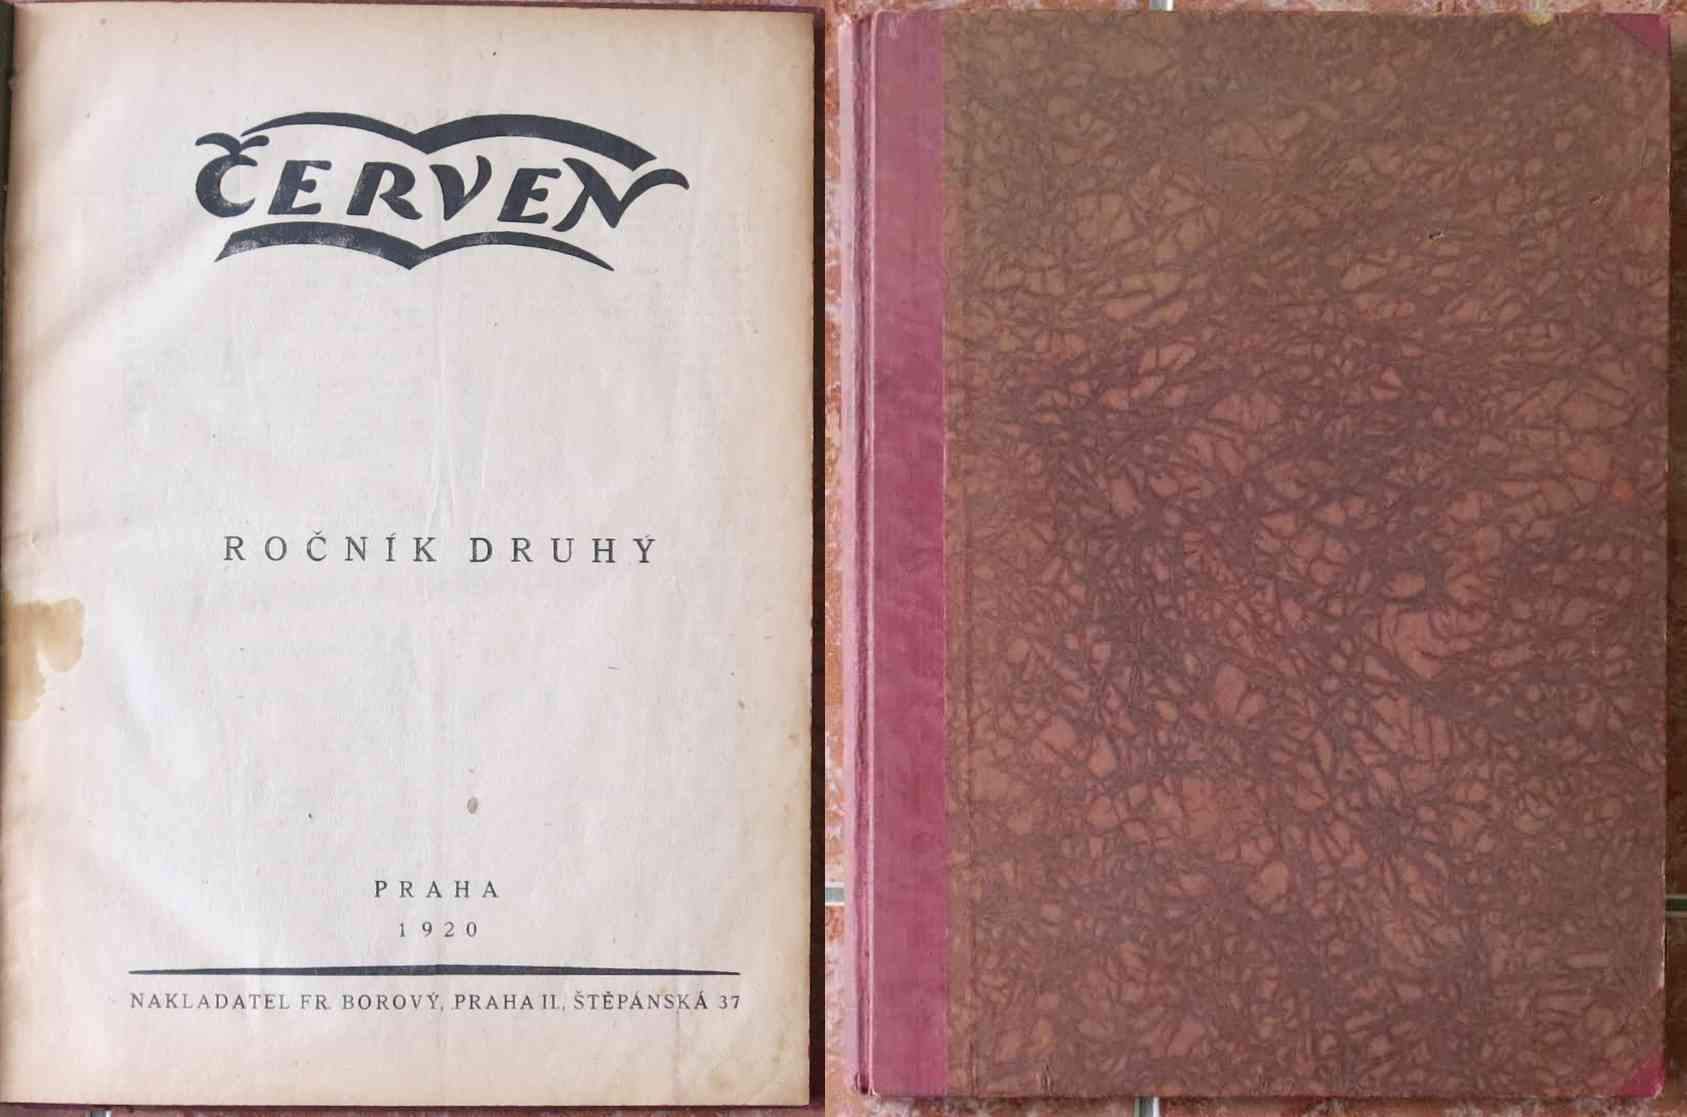 ČERVEN
ROČNÍK DRUHÝ
PRAHA
1920
NAKLADATEL FR. BOROVÝ, PRAHA II., ŠTĚPÁNSKÁ 37